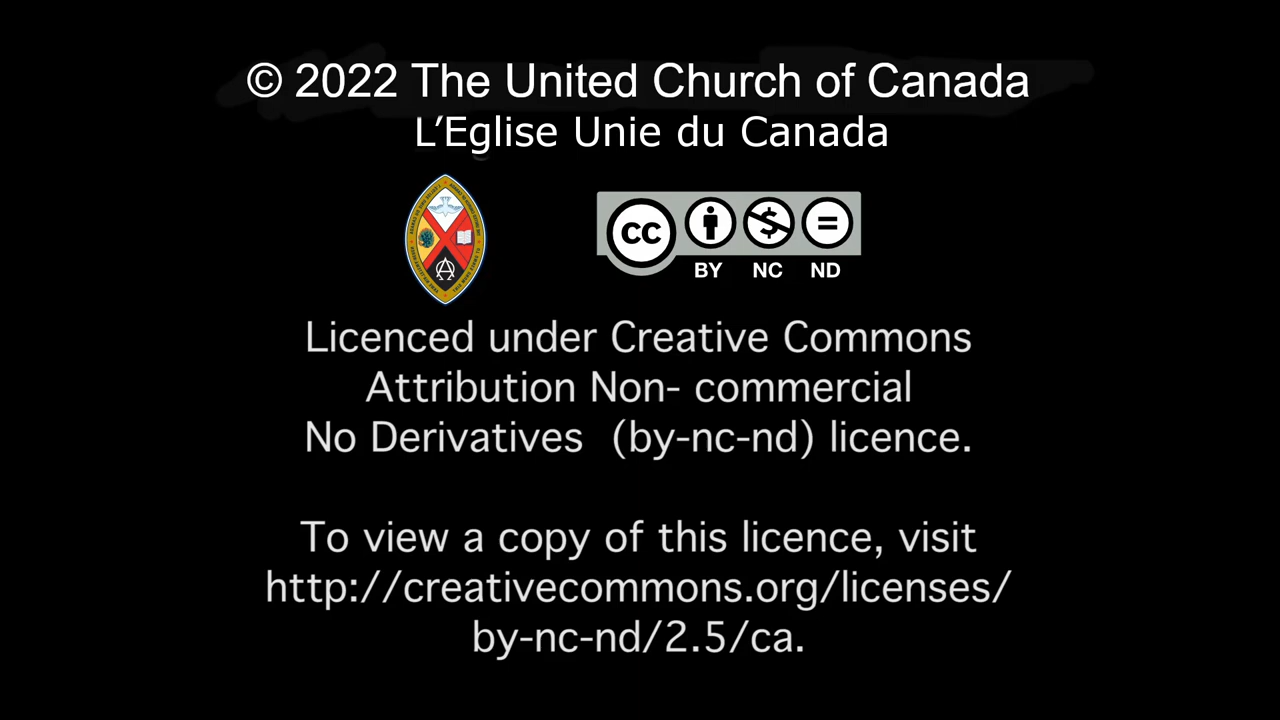 © 2022 The United Church of Canada
L’Eglise Unie du Canada
cc
BY NC ND
Licenced under Creative Commons
Attribution Non- commercial
No Derivatives (by-nc-nd) licence.
To view a copy of this licence, visit
http://creativecommons.org/licenses/
by-nc-nd/2.5/ca.